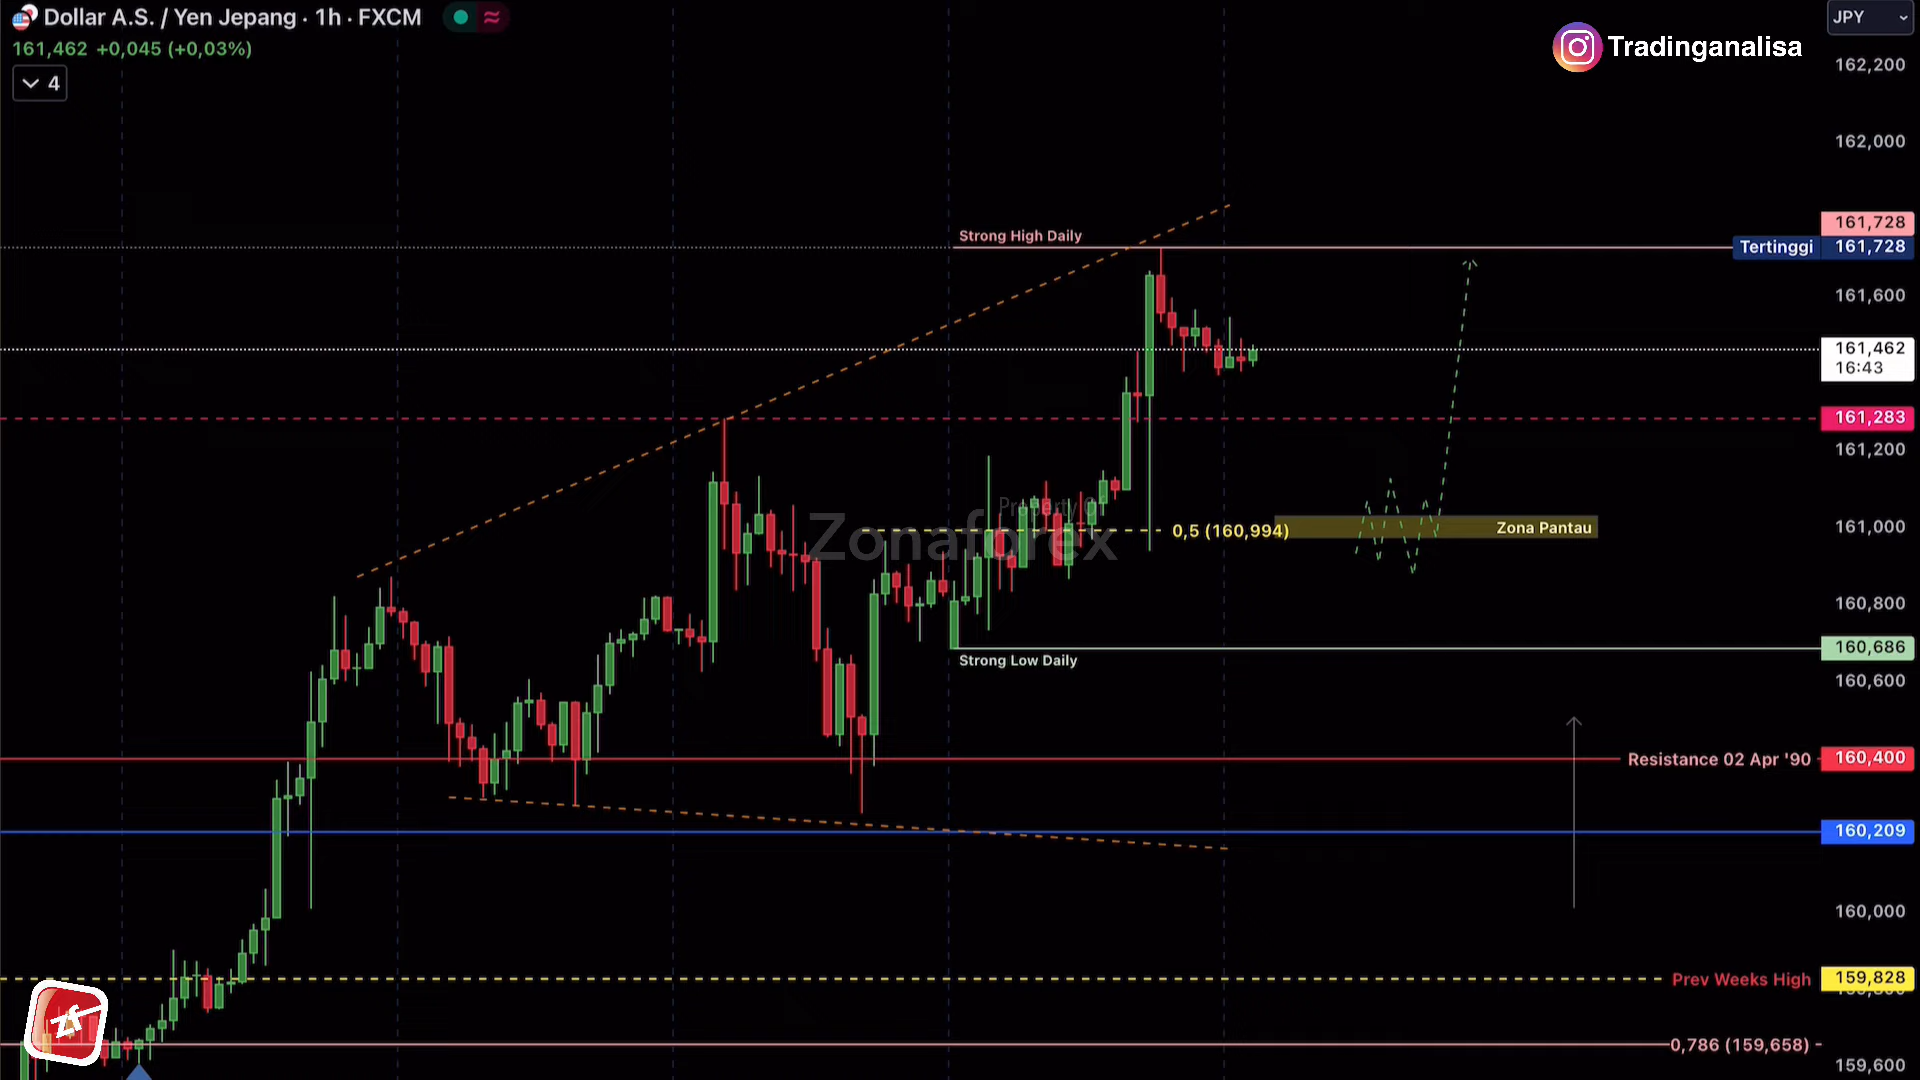 Dollar A.S. / Yen Jepang · 1h · FXCM
161,462 +0,045 (+0,03%)
4
Tradinganalisa
JPY
162,200
162,000
161,728
Strong High Daily
Tertinggi 161,728
161,600
161,462
16:43
161,283
161,200
Property Of
Zonaforex
0,5 (160,994)
Zona Pantau
161,000
160,800
160,686
Strong Low Daily
160,600
Resistance 02 Apr '90 160,400
160,209
160,000
Prev Weeks High 159,828
zf
0,786 (159,658)
159,600